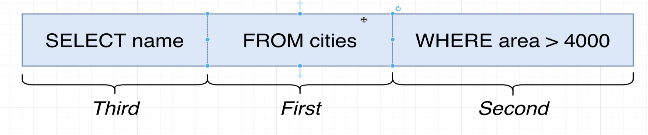 SELECT name FROM cities WHERE area > 4000
Third First Second